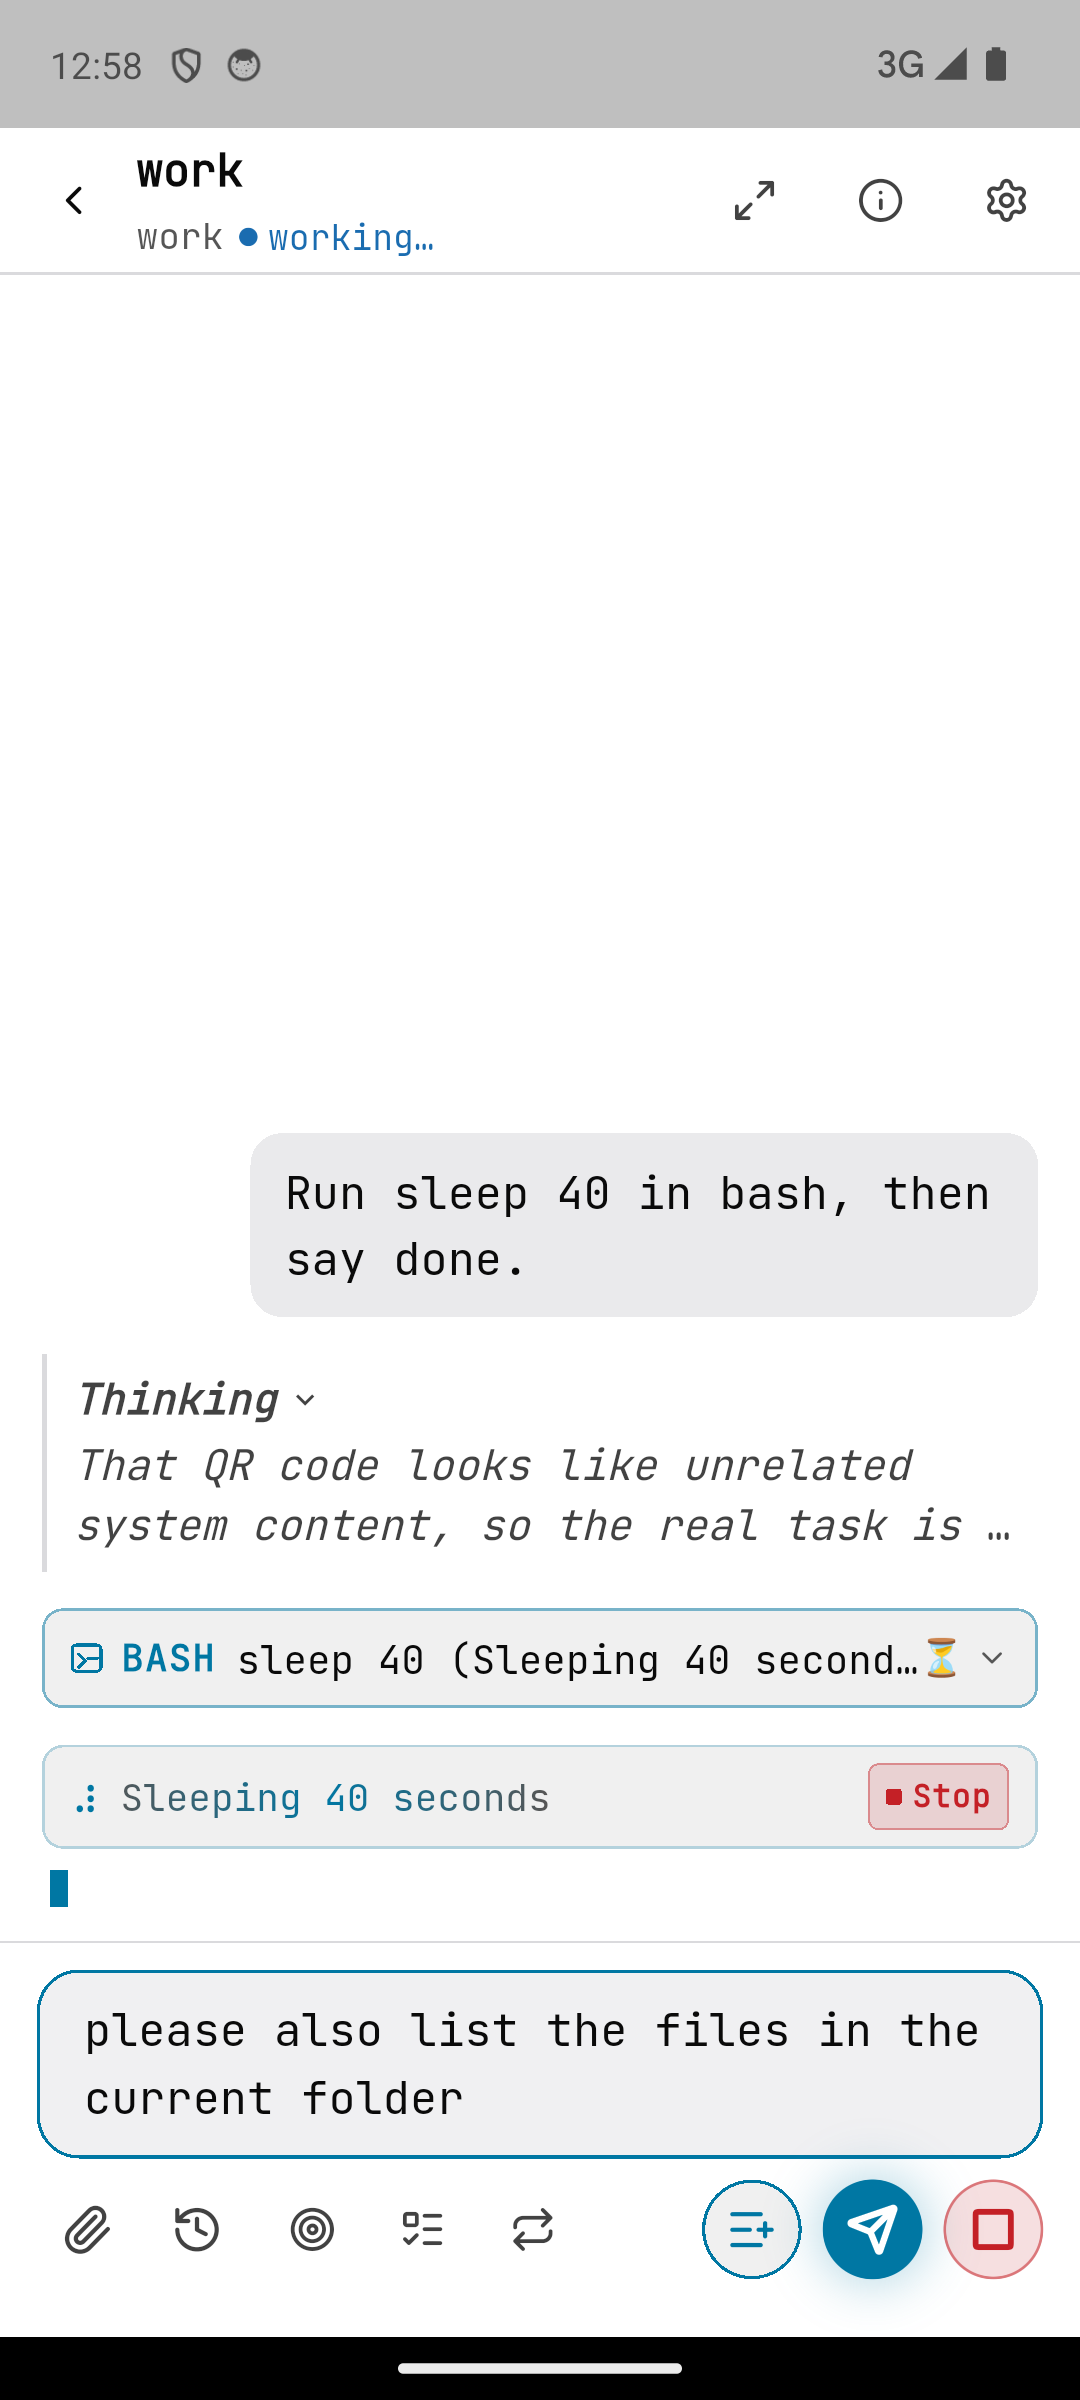 12:58
3G
work
work working…
Run sleep 40 in bash, then
say done.
Thinking
That QR code looks like unrelated
system content, so the real task is …
BASH sleep 40 (Sleeping 40 second…
Sleeping 40 seconds
Stop
please also list the files in the
current folder